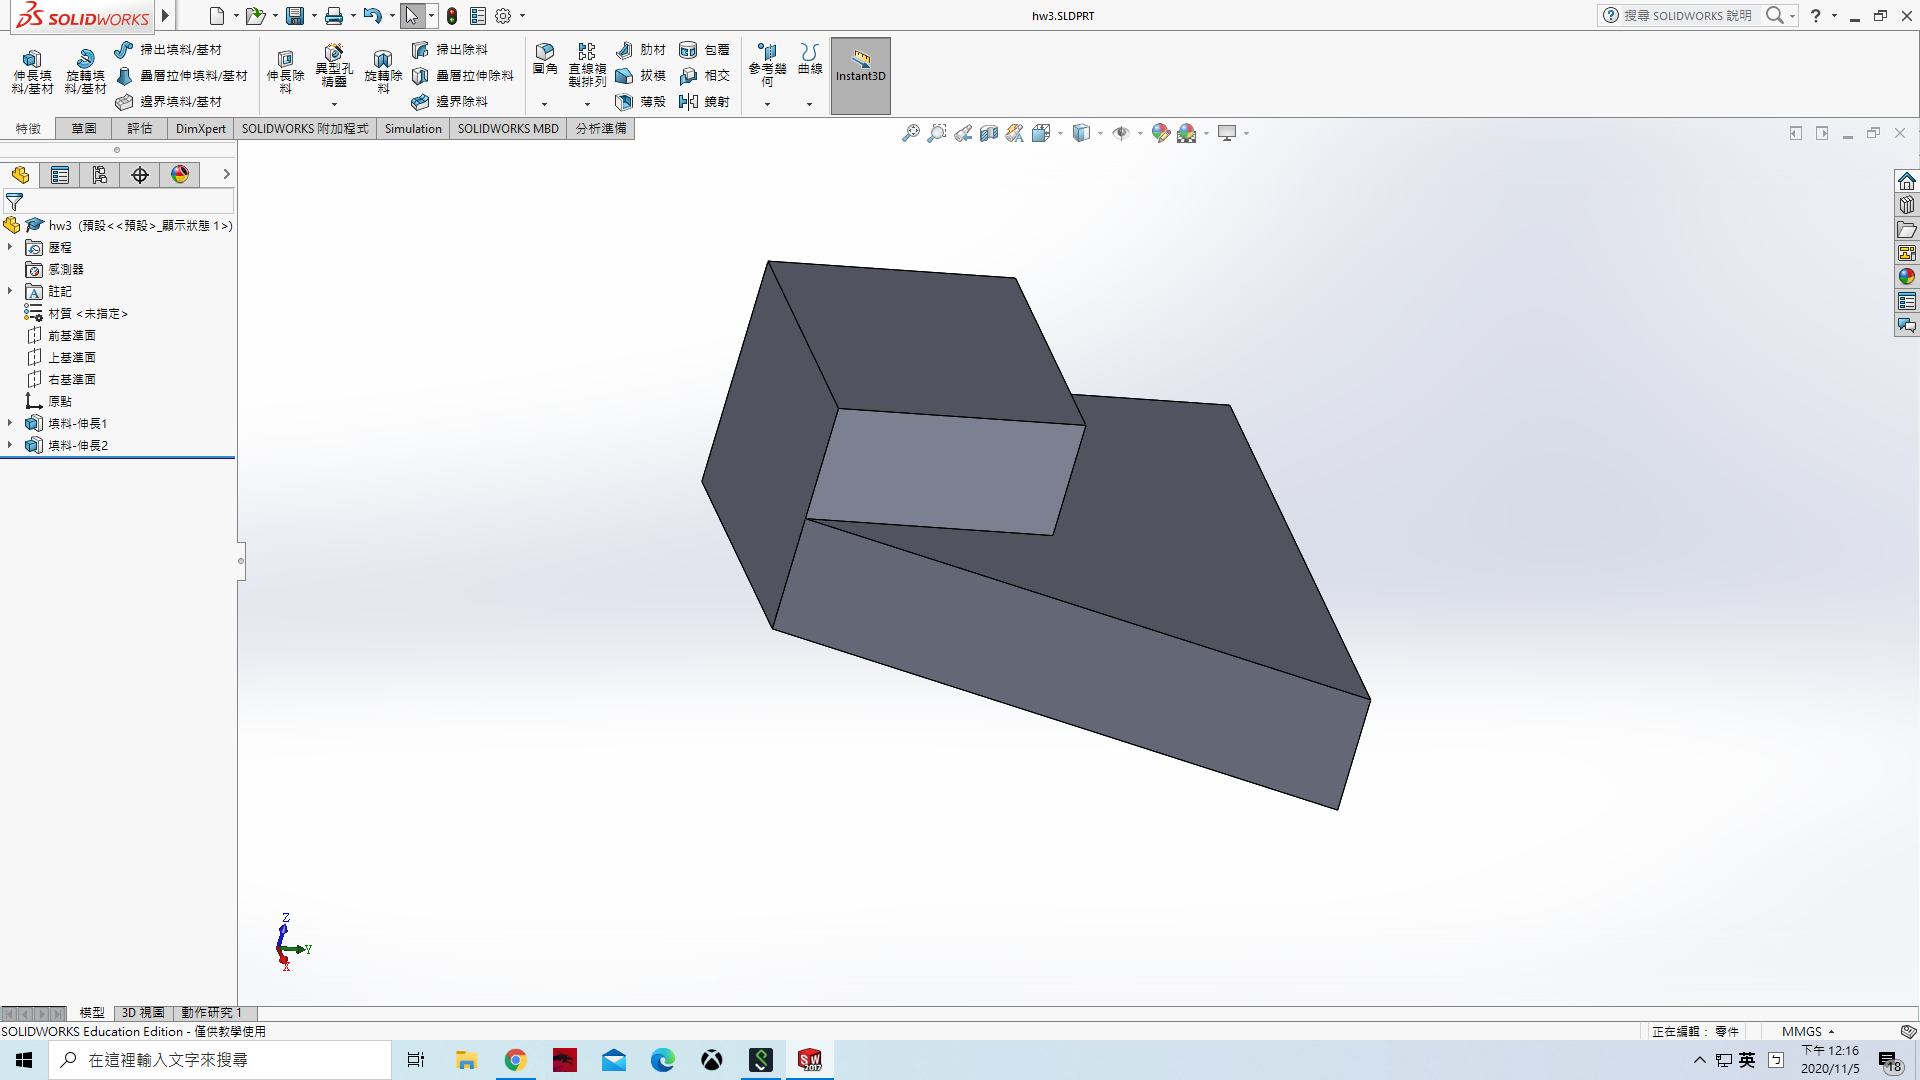 SOLIDWORKS
hw3.SLDPRT
搜尋 SOLIDWORKS 說明
伸長填料/基材
旋轉填料/基材
掃出填料/基材
疊層拉伸填料/基材
邊界填料/基材
伸長除料
異型孔精靈
旋轉除料
掃出除料
疊層拉伸除料
邊界除料
圓角
直線複製排列
肋材
拔模
薄殼
包覆
相交
鏡射
參考幾何
曲線
Instant3D
特徵
草圖
評估
DimXpert
SOLIDWORKS 附加程式
Simulation
SOLIDWORKS MBD
分析準備
hw3 (預設<<預設>_顯示狀態 1>)
歷程
感測器
註記
材質 <未指定>
前基準面
上基準面
右基準面
原點
填料-伸長1
填料-伸長2
Z
Y
X
模型
3D 視圖
動作研究 1
SOLIDWORKS Education Edition - 僅供教學使用
正在編輯： 零件
MMGS
在這裡輸入文字來搜尋
SW
2017
英
ㄅ
下午 12:16
2020/11/5
18